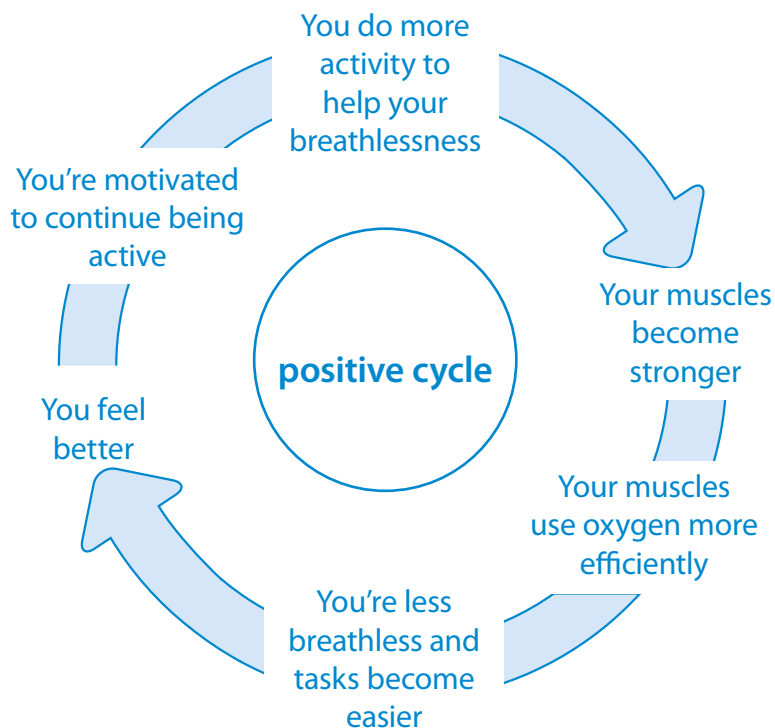 You do more
activity to
help your
breathlessness
Your muscles
become
stronger
Your muscles
use oxygen more
efficiently
You're less
breathless and
tasks become
easier
You feel
better
You're motivated
to continue being
active
positive cycle